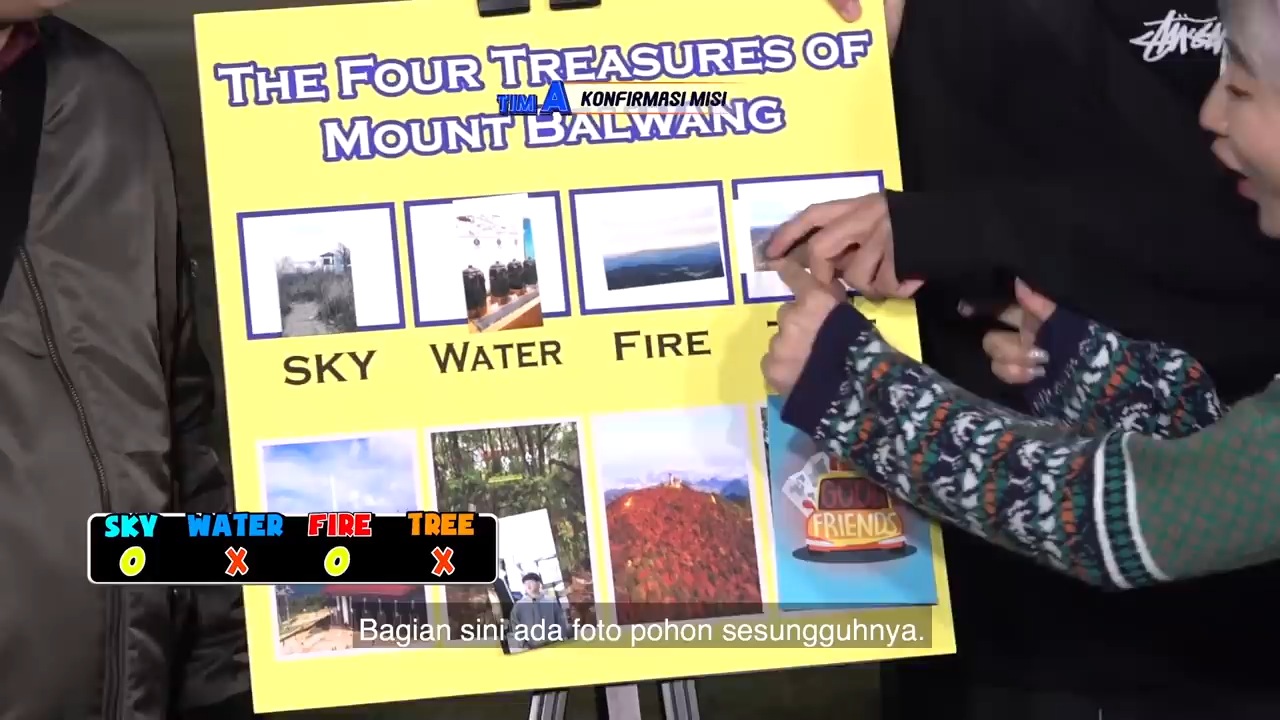 THE FOUR TREASURES OF
MOUNT BALWANG
TIM A KONFIRMASI MISI
SKY
WATER
FIRE
SKY WATER FIRE TREE
O X O X
GOOD
FRIENDS
Bagian sini ada foto pohon sesungguhnya.